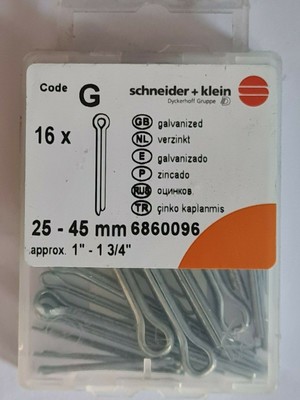 Code G
schneider + klein
Dyckerhoff Gruppe
16 x
GB galvanized
NL verzinkt
E galvanizado
P zincado
RUS оцинков
TR çinko kaplanmis
25 - 45 mm 6860096
approx. 1" - 1 3/4"